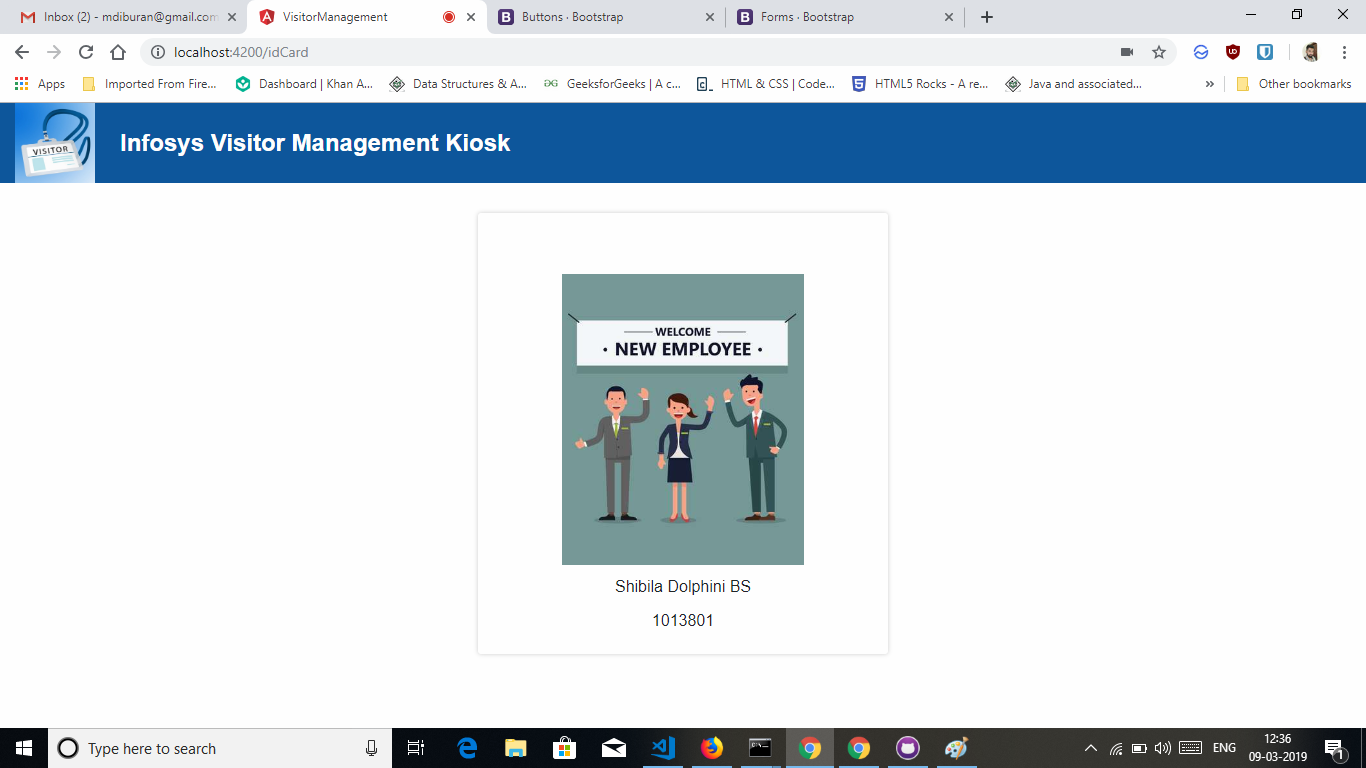 Inbox (2) - mdiburan@gmail.com
VisitorManagement
Buttons · Bootstrap
Forms · Bootstrap
localhost:4200/idCard
Apps
Imported From Fire...
Dashboard | Khan A...
Data Structures & A...
GeeksforGeeks | A c...
HTML & CSS | Code...
HTML5 Rocks - A re...
Java and associated...
»
Other bookmarks
VISITOR
Infosys Visitor Management Kiosk
WELCOME
• NEW EMPLOYEE •
Shibila Dolphini BS
1013801
Type here to search
ENG
12:36
09-03-2019
1